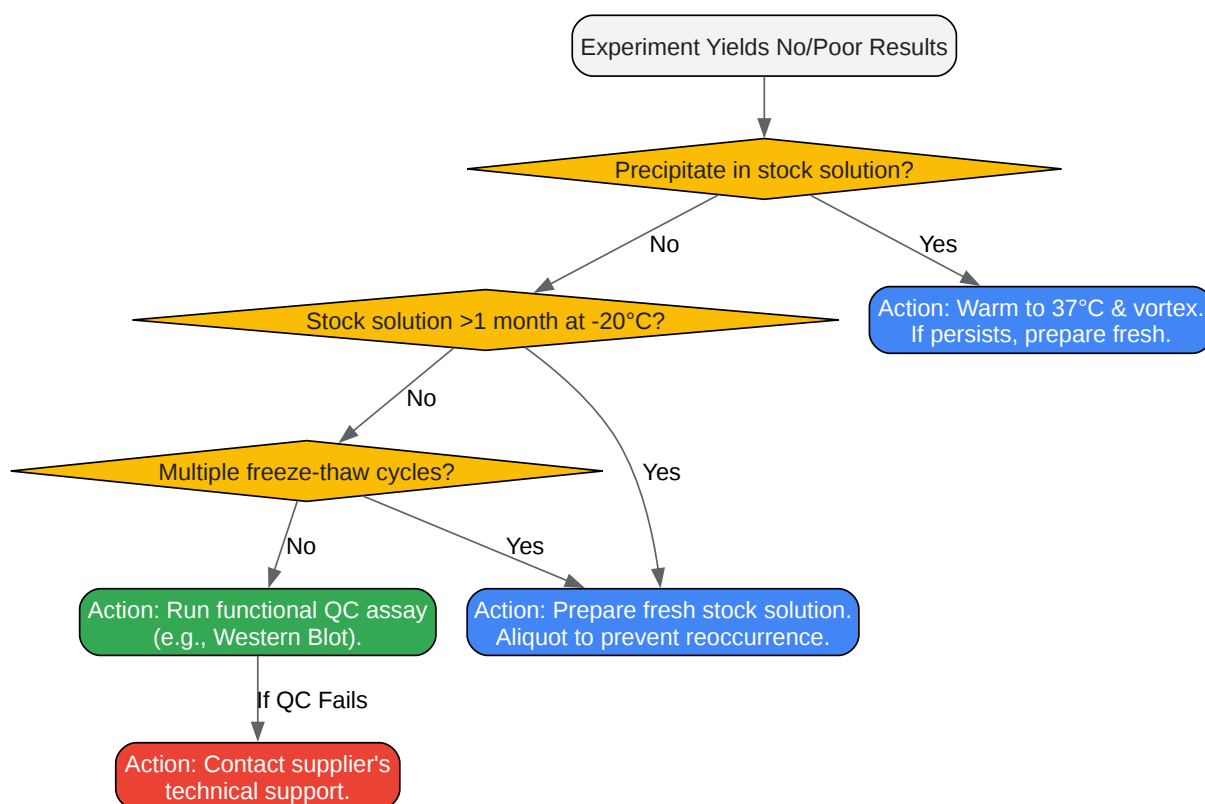 Experiment Yields No/Poor Results
Precipitate in stock solution?
No
Yes
Action: Warm to 37°C & vortex.
If persists, prepare fresh.
Stock solution >1 month at -20°C?
No
Yes
Multiple freeze-thaw cycles?
No
Yes
Action: Run functional QC assay
(e.g., Western Blot).
Action: Prepare fresh stock solution.
Aliquot to prevent reoccurrence.
If QC Fails
Action: Contact supplier's
technical support.